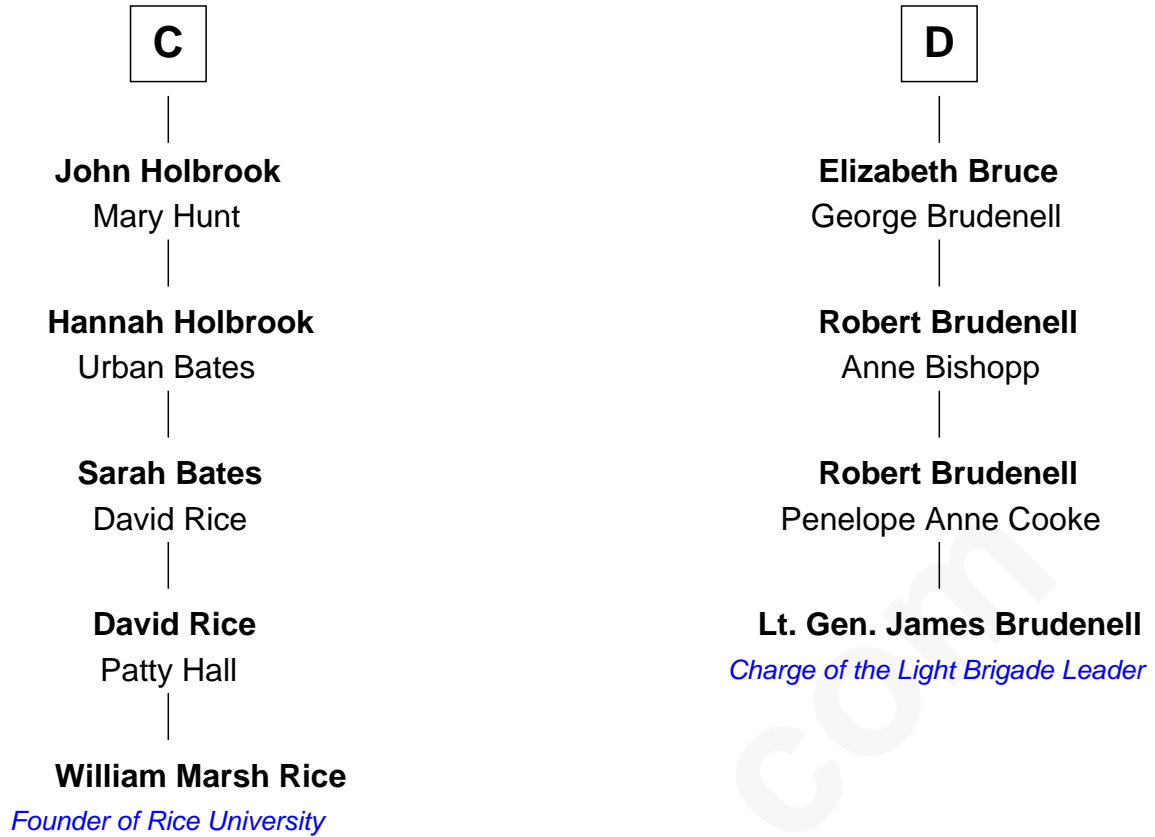 C
John Holbrook
Mary Hunt
Hannah Holbrook
Urban Bates
Sarah Bates
David Rice
David Rice
Patty Hall
William Marsh Rice
Founder of Rice University
D
Elizabeth Bruce
George Brudenell
Robert Brudenell
Anne Bishopp
Robert Brudenell
Penelope Anne Cooke
Lt. Gen. James Brudenell
Charge of the Light Brigade Leader
com